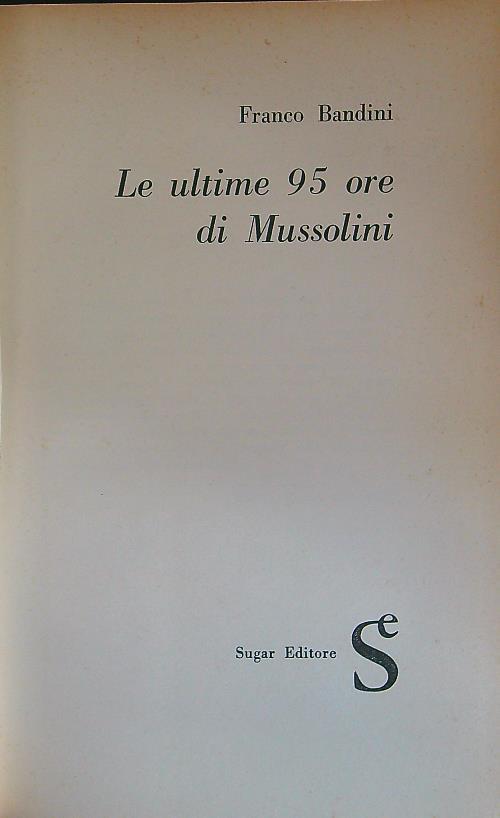 Franco Bandini
Le ultime 95 ore
di Mussolini
Sugar Editore
Se